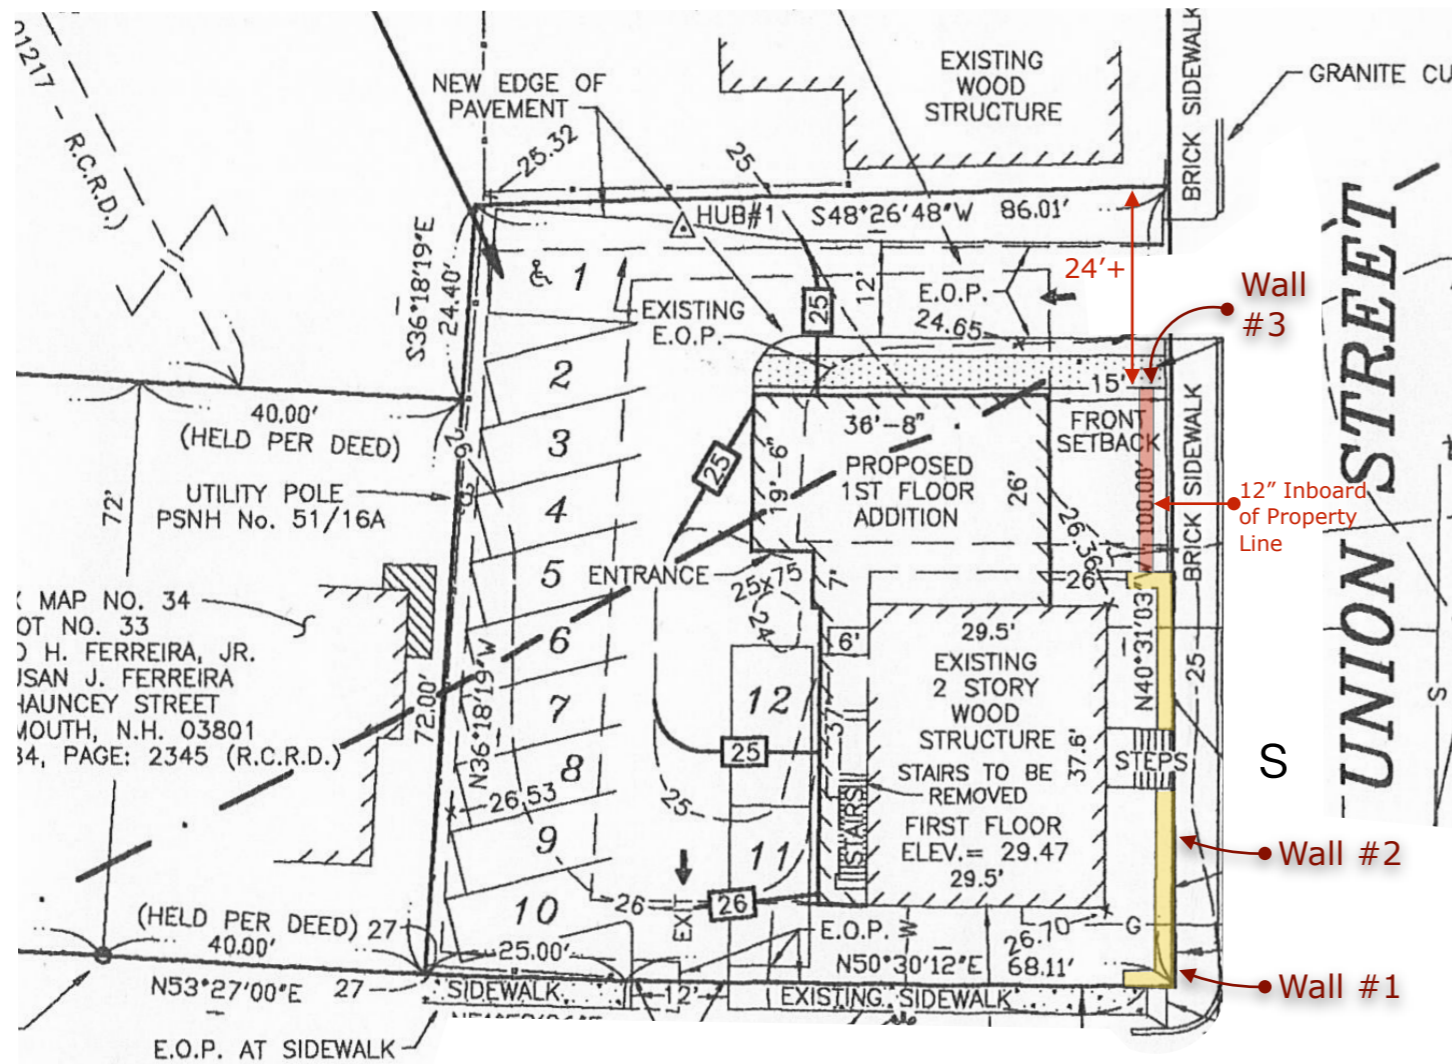 BRICK SIDEWALK
GRANITE CU
EXISTING
WOOD
STRUCTURE
NEW EDGE OF
PAVEMENT
01217 - R.C.R.D.)
25.32
25
HUB#1
S48°26'48"W 86.01'
S36°18'19"E
24.40'
1
24'+
12'
E.O.P.
24.65
EXISTING
E.O.P.
25
Wall
#3
UNION STREET
2
15'
FRONT
SETBACK
40.00'
(HELD PER DEED)
36'-8"
3
25
19'-6"
PROPOSED
1ST FLOOR
ADDITION
26'
100.00'
BRICK SIDEWALK
12" Inboard
of Property
Line
72'
UTILITY POLE
PSNH No. 51/16A
4
26.36
5
ENTRANCE
25x75
7'
26
24
X MAP NO. 34
OT NO. 33
D H. FERREIRA, JR.
USAN J. FERREIRA
HAUNCEY STREET
MOUTH, N.H. 03801
34, PAGE: 2345 (R.C.R.D.)
72.00'
N36°18'19"W
6
6'
29.5'
EXISTING
2 STORY
WOOD
STRUCTURE
37.6'
N40°31'03"W
25
S
7
12
37'
25
STEPS
S
8
STAIRS TO BE
REMOVED
STAIRS
26.53
25
FIRST FLOOR
ELEV.= 29.47
29.5'
9
11
Wall #2
10
26
EXIT
26
(HELD PER DEED) 27
40.00'
25.00'
E.O.P.
W
26.70
G
N50°30'12"E 68.11'
N53°27'00"E 27
SIDEWALK
12'
EXISTING SIDEWALK
Wall #1
E.O.P. AT SIDEWALK